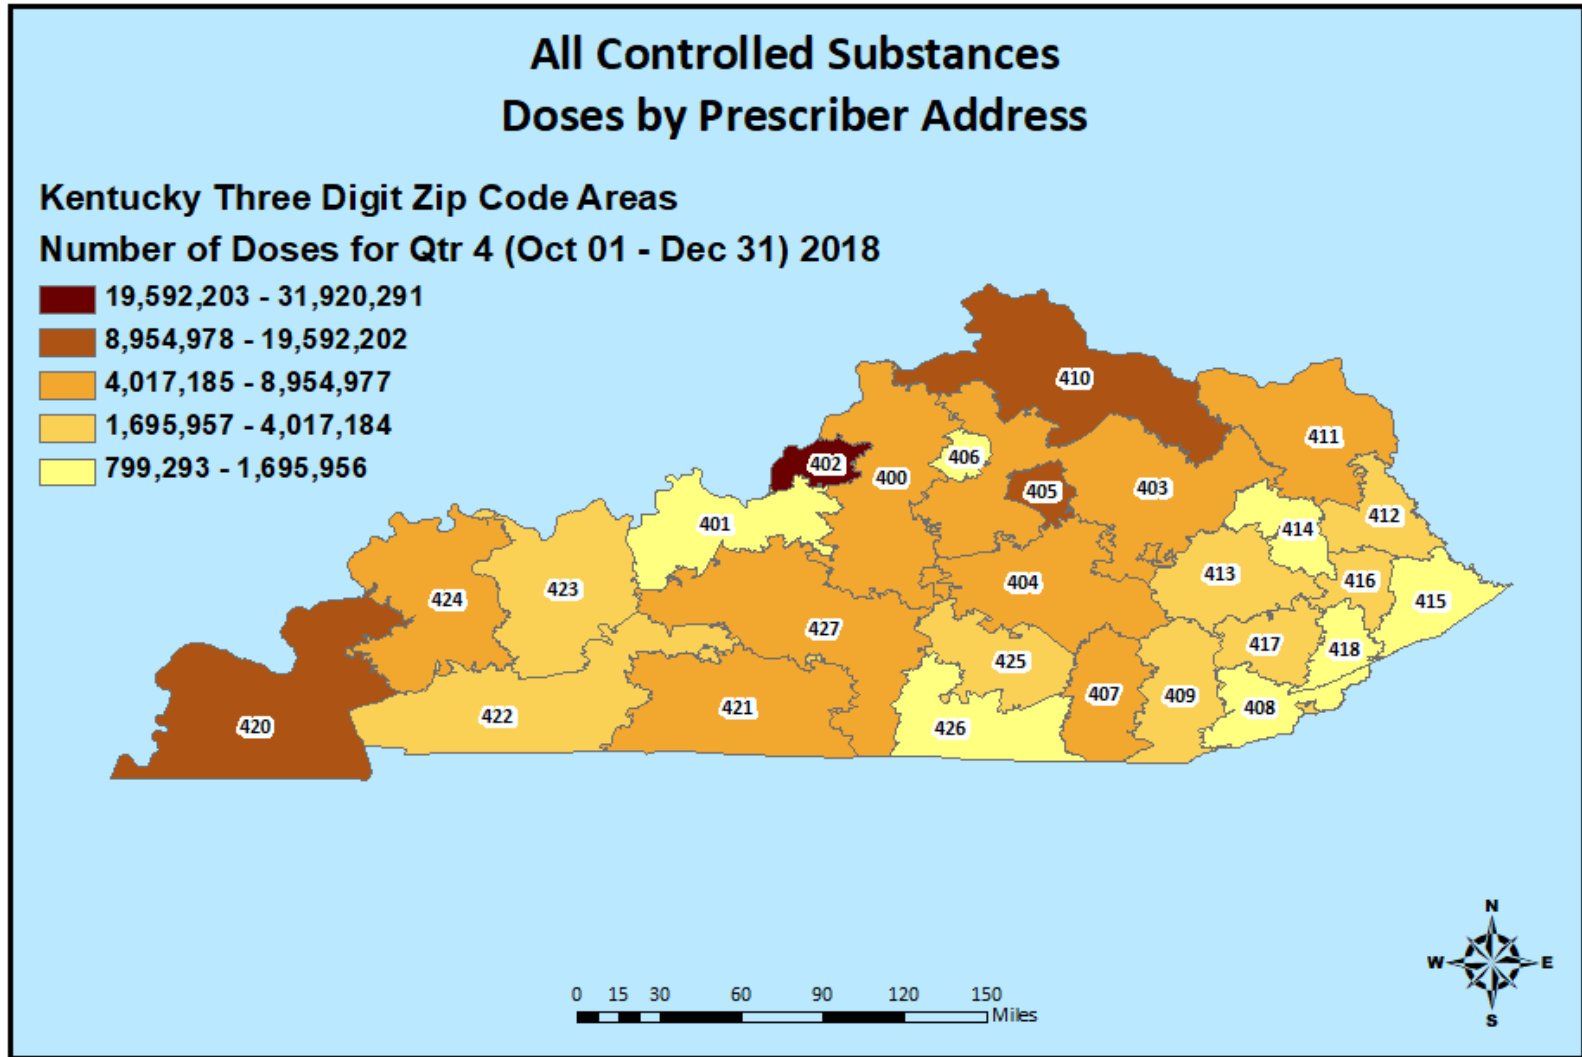 All Controlled Substances
Doses by Prescriber Address
Kentucky Three Digit Zip Code Areas
Number of Doses for Qtr 4 (Oct 01 - Dec 31) 2018
19,592,203 - 31,920,291
8,954,978 - 19,592,202
4,017,185 - 8,954,977
1,695,957 - 4,017,184
799,293 - 1,695,956
410
411
402
406
400
405
403
401
414
412
424
423
404
413
416
415
427
425
417
418
420
422
421
426
407
409
408
N
W E
S
0 15 30 60 90 120 150
Miles